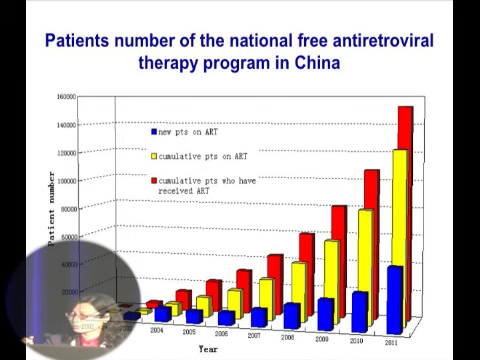 Patients number of the national free antiretroviral
therapy program in China
160000
140000
120000
100000
80000
60000
40000
20000
Patient number
new pts on ART
cumulative pts on ART
cumulative pts who have
received ART
2004
2005
2006
2007
2008
2009
2010
2011
Year